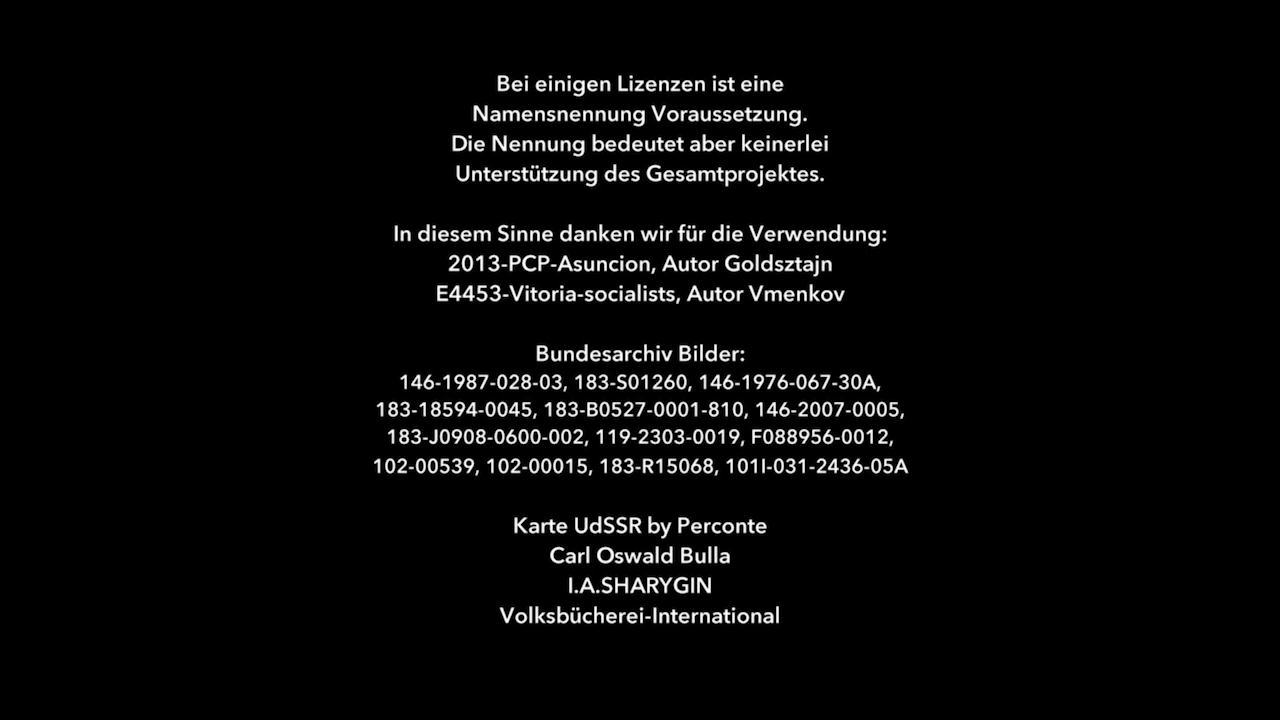 Bei einigen Lizenzen ist eine
Namensnennung Voraussetzung.
Die Nennung bedeutet aber keinerlei
Unterstützung des Gesamtprojektes.
In diesem Sinne danken wir für die Verwendung:
2013-PCP-Asuncion, Autor Goldsztajn
E4453-Vitoria-socialists, Autor Vmenkov
Bundesarchiv Bilder:
146-1987-028-03, 183-S01260, 146-1976-067-30A,
183-18594-0045, 183-B0527-0001-810, 146-2007-0005,
183-J0908-0600-002, 119-2303-0019, F088956-0012,
102-00539, 102-00015, 183-R15068, 101I-031-2436-05A
Karte UdSSR by Perconte
Carl Oswald Bulla
I.A.SHARYGIN
Volksbücherei-International